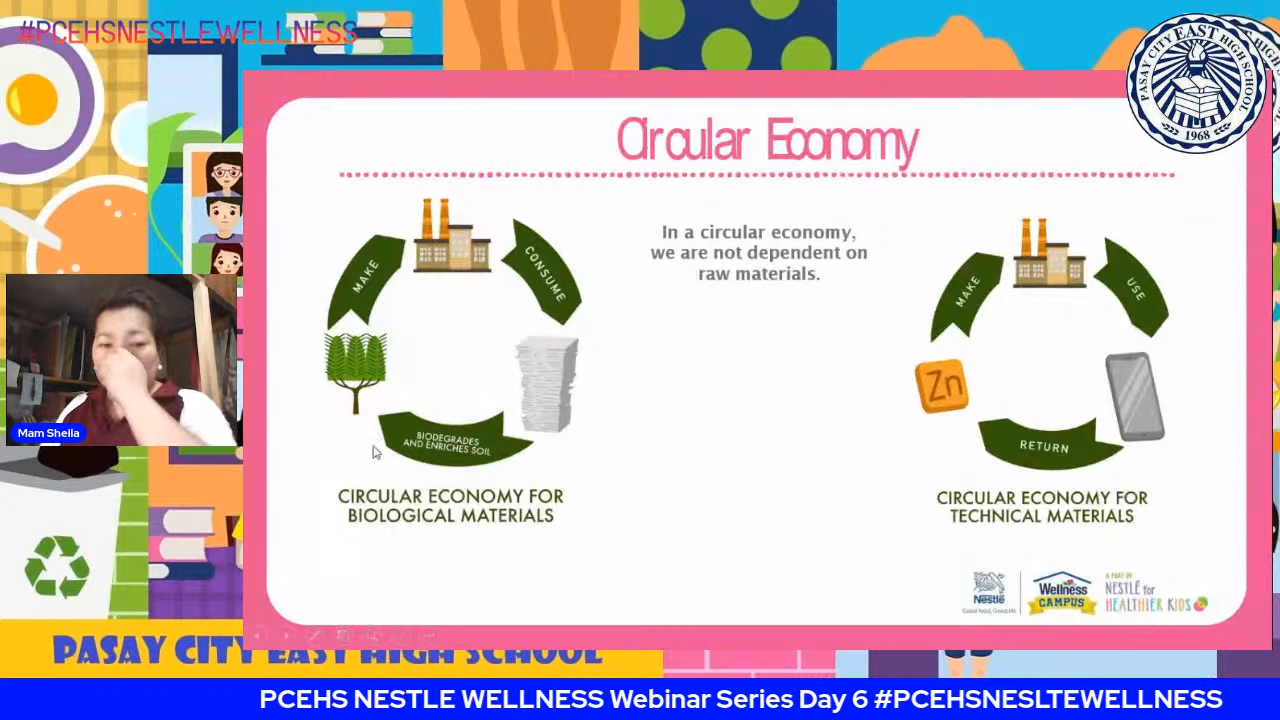 #PCEHSNESTLEWELLNESS
PASAY CITY EAST HIGH SCHOOL
1968
Circular Economy
MAKE
CONSUME
BIODEGRADES
AND ENRICHES SOIL
CIRCULAR ECONOMY FOR
BIOLOGICAL MATERIALS
In a circular economy,
we are not dependent on
raw materials.
MAKE
USE
Zn
RETURN
CIRCULAR ECONOMY FOR
TECHNICAL MATERIALS
Mam Sheila
Nestlé
Good food, Good life
Wellness
CAMPUS
A PART OF
NESTLÉ for
HEALTHIER KIDS
PASAY CITY EAST HIGH SCHOOL
PCEHS NESTLE WELLNESS Webinar Series Day 6 #PCEHSNESLTEWELLNESS